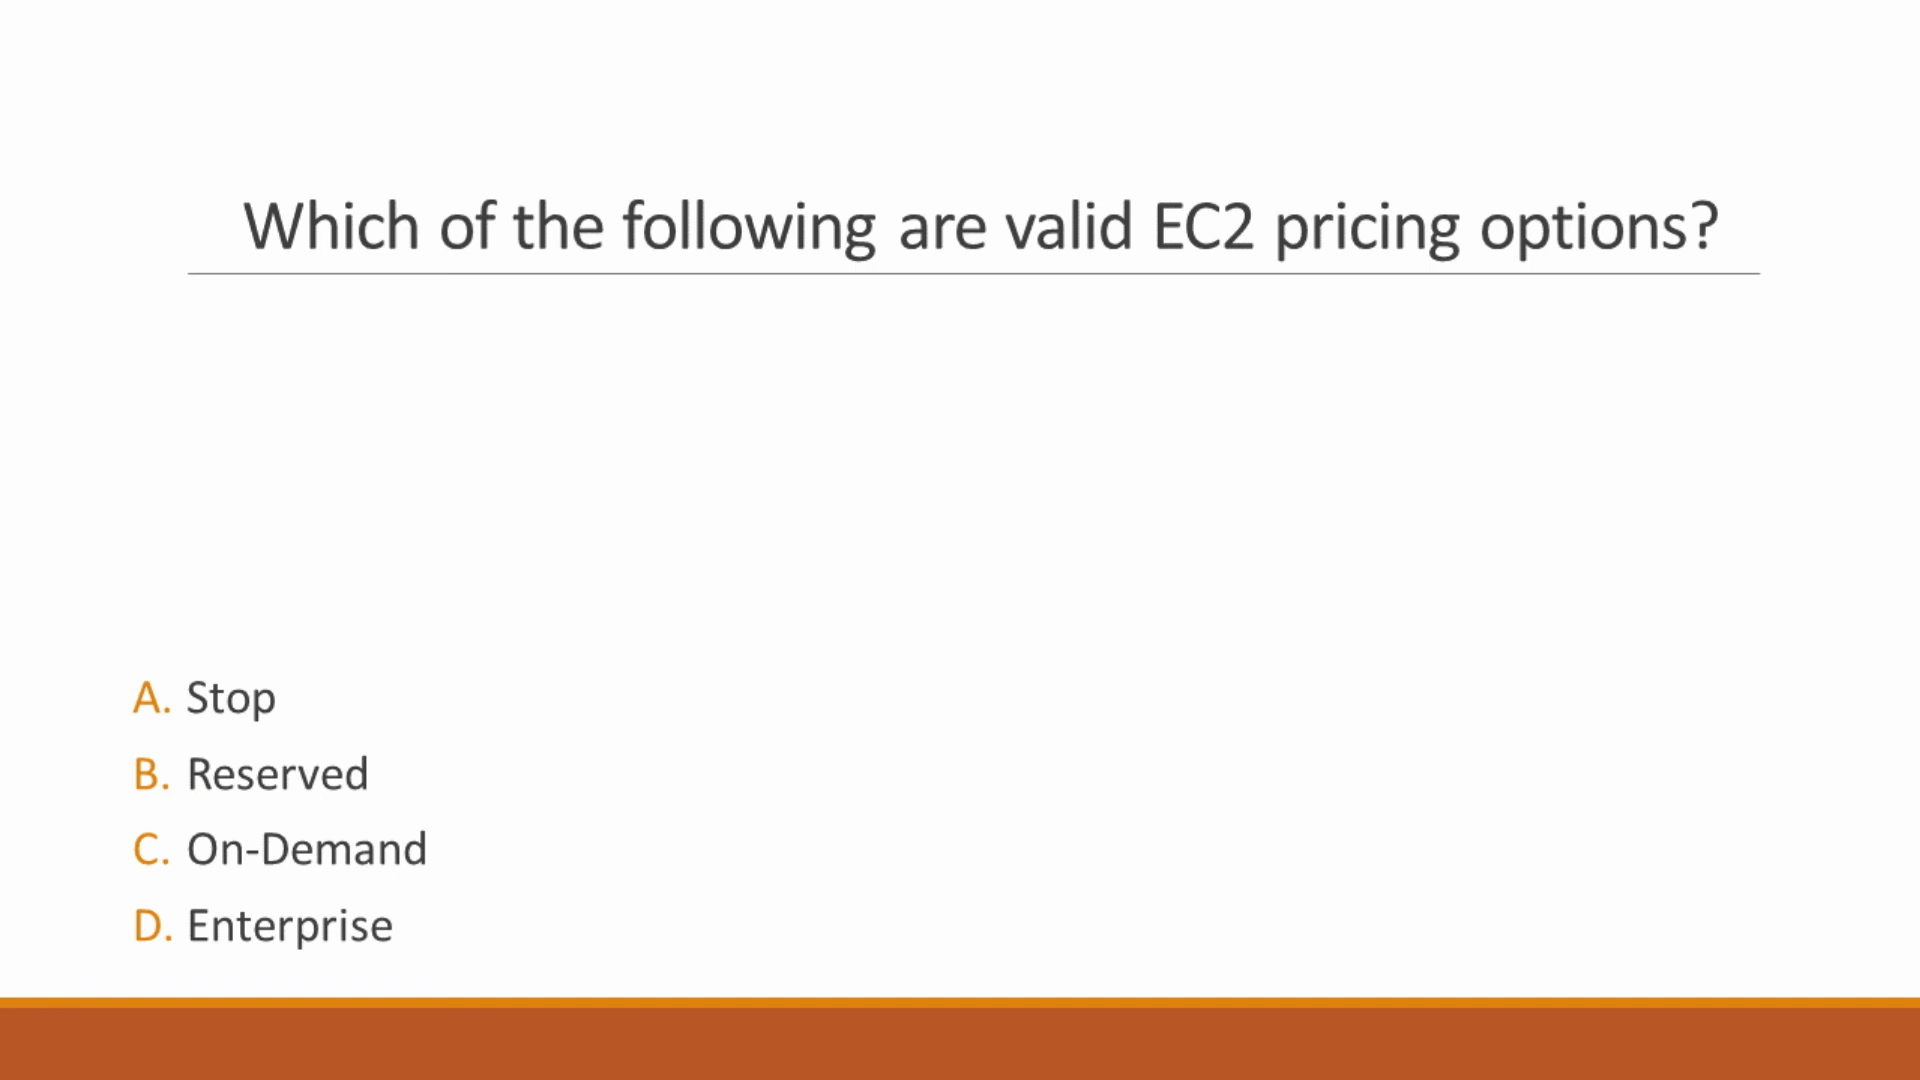 Which of the following are valid EC2 pricing options?
A. Stop
B. Reserved
C. On-Demand
D. Enterprise